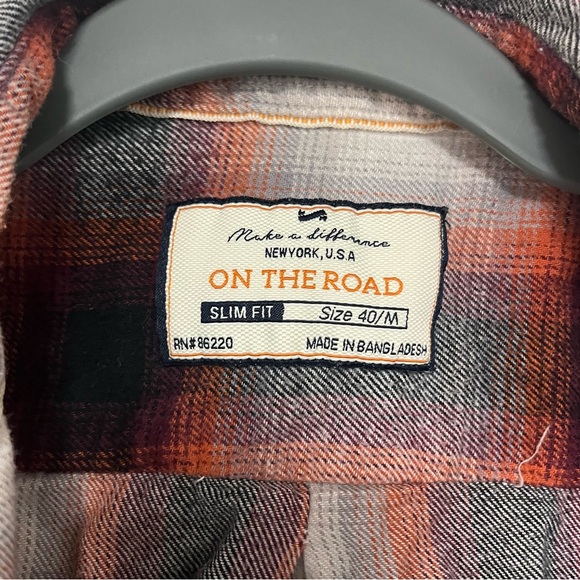 Make a difference
NEWYORK, U.S.A
ON THE ROAD
SLIM FIT Size 40/M
RN# 86220 MADE IN BANGLADESH